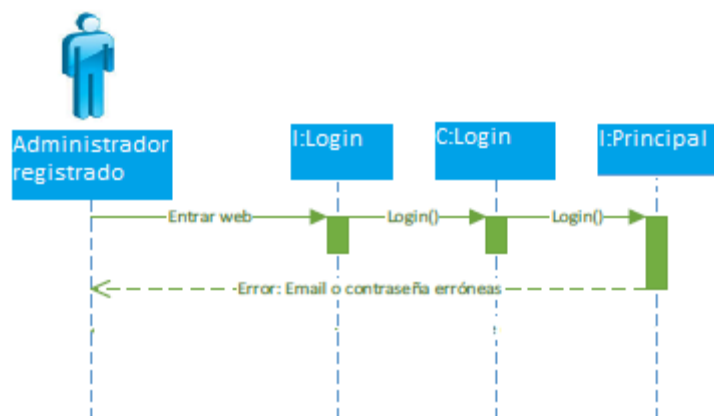 Administrador
registrado
I:Login
C:Login
I:Principal
Entrar web
Login()
Login()
Error: Email o contraseña erróneas